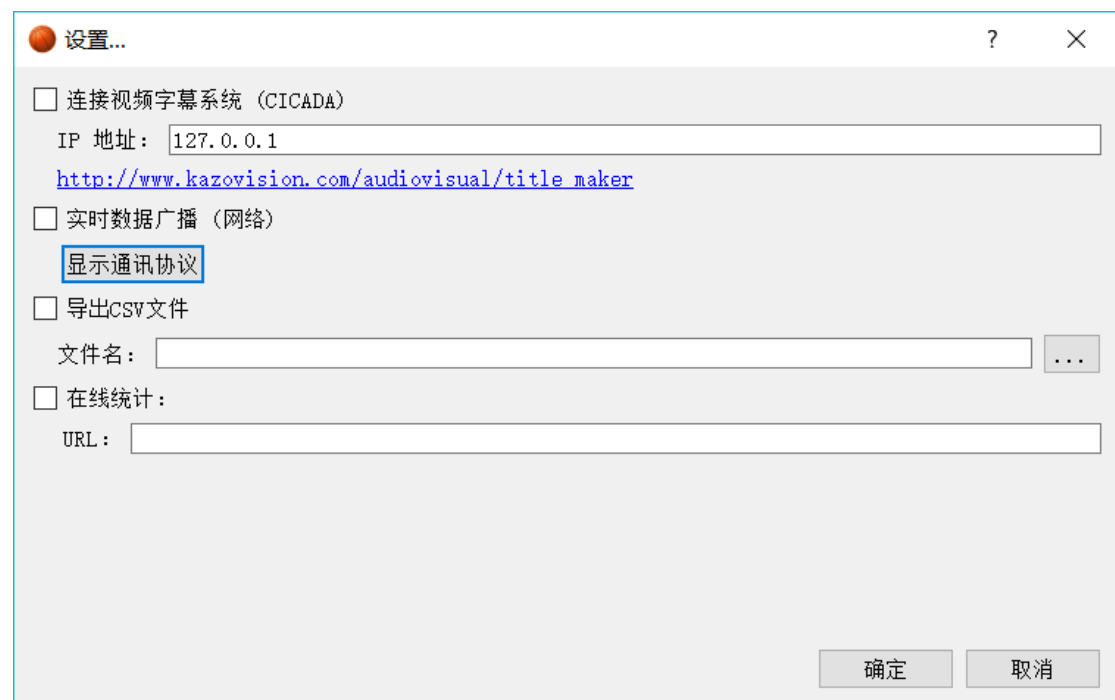 设置...
?
连接视频字幕系统 (CICADA)
IP 地址: 127.0.0.1
http://www.kazovision.com/audiovisual/title_maker
实时数据广播 (网络)
显示通讯协议
导出CSV文件
文件名: ...
在线统计:
URL:
确定 取消